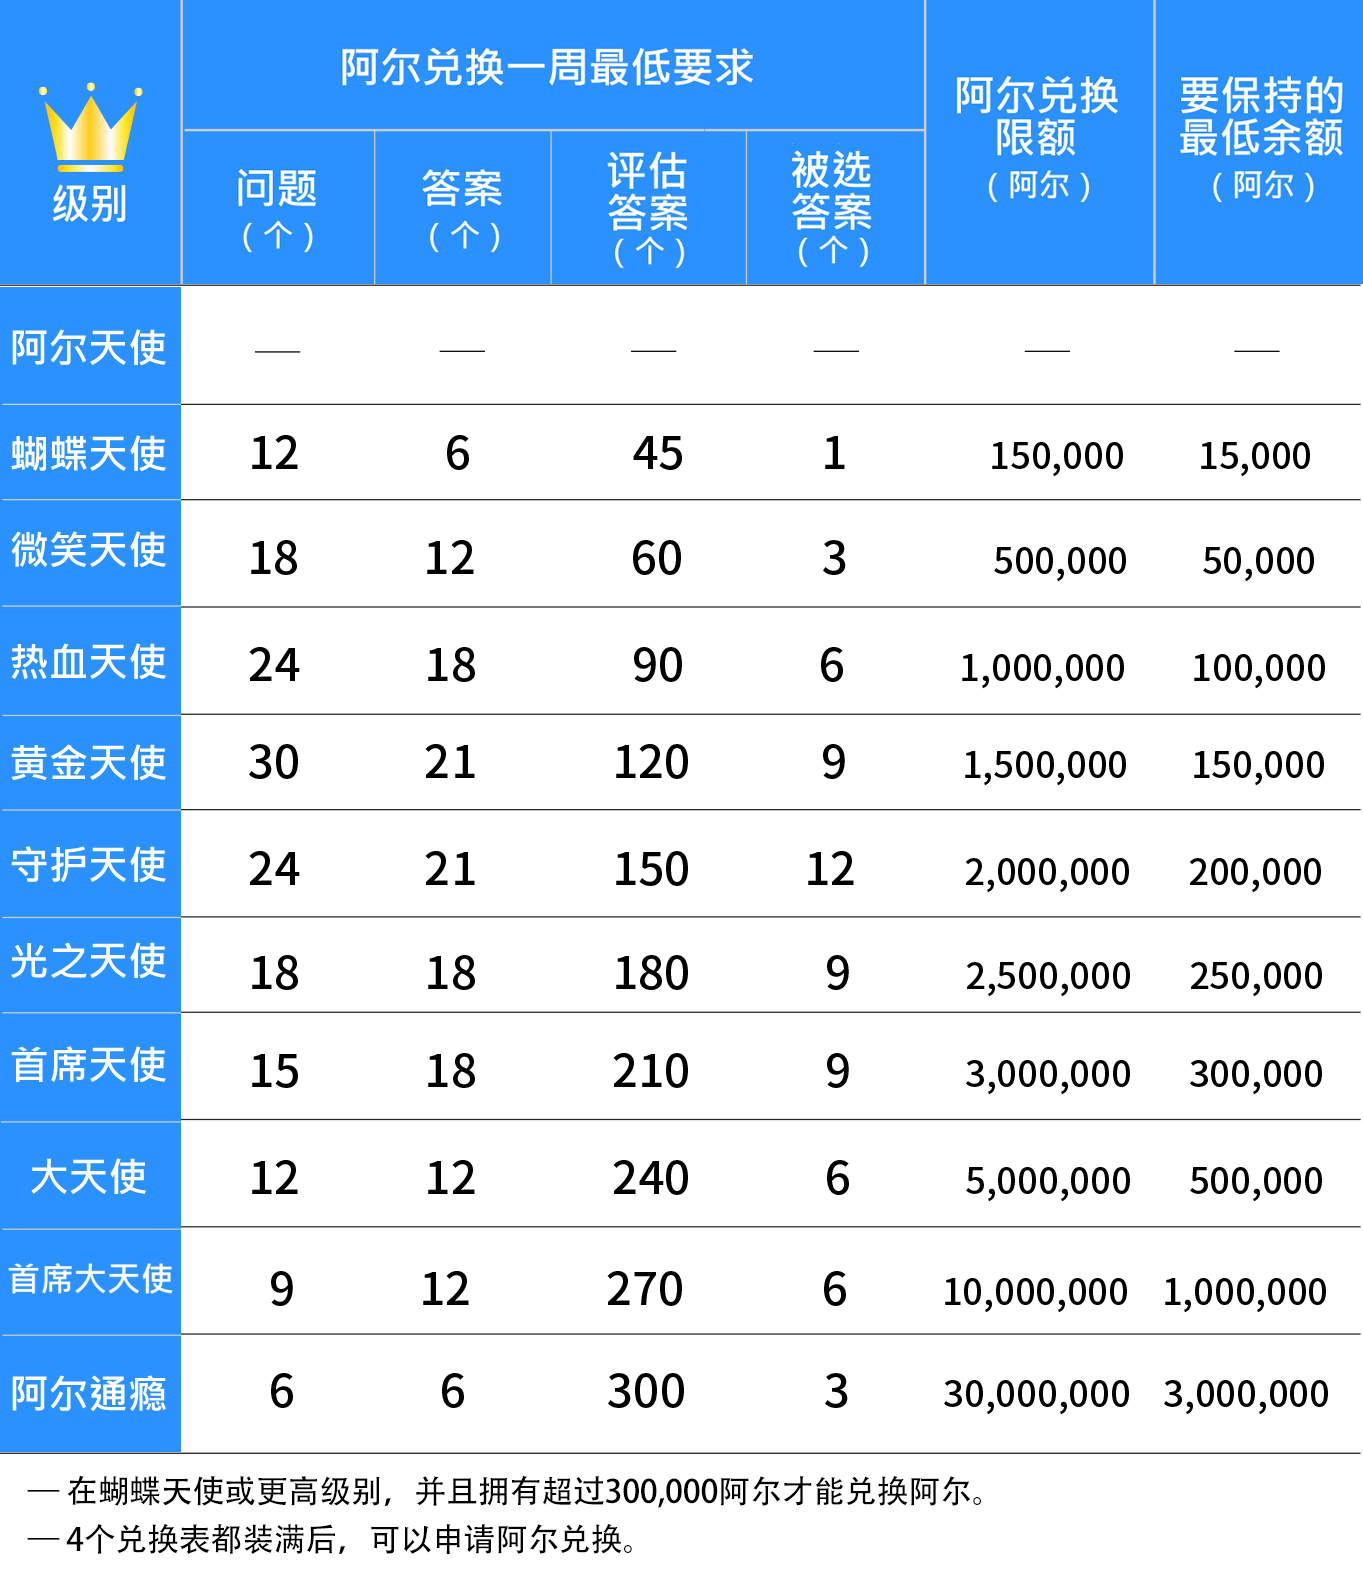 级别
阿尔兑换一周最低要求
问题
（个）
答案
（个）
评估
答案
（个）
被选
答案
（个）
阿尔兑换
限额
（阿尔）
要保持的
最低余额
（阿尔）
阿尔天使 — — — — — —
蝴蝶天使 12 6 45 1 150,000 15,000
微笑天使 18 12 60 3 500,000 50,000
热血天使 24 18 90 6 1,000,000 100,000
黄金天使 30 21 120 9 1,500,000 150,000
守护天使 24 21 150 12 2,000,000 200,000
光之天使 18 18 180 9 2,500,000 250,000
首席天使 15 18 210 9 3,000,000 300,000
大天使 12 12 240 6 5,000,000 500,000
首席大天使 9 12 270 6 10,000,000 1,000,000
阿尔通瘾 6 6 300 3 30,000,000 3,000,000
— 在蝴蝶天使或更高级别，并且拥有超过300,000阿尔才能兑换阿尔。
— 4个兑换表都装满后，可以申请阿尔兑换。